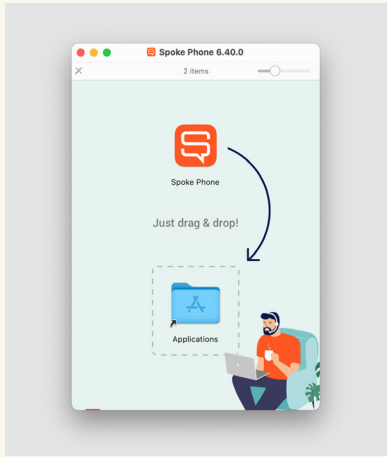 Spoke Phone 6.40.0
2 items
Spoke Phone
Just drag & drop!
Applications